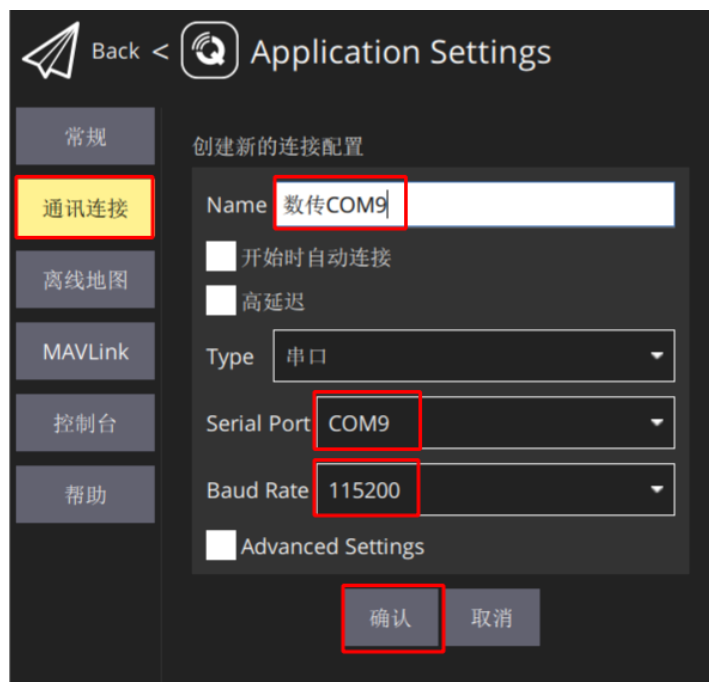 Back < Application Settings
常规
通讯连接
离线地图
MAVLink
控制台
帮助
创建新的连接配置
Name 数传COM9
开始时自动连接
高延迟
Type 串口
Serial Port COM9
Baud Rate 115200
Advanced Settings
确认 取消